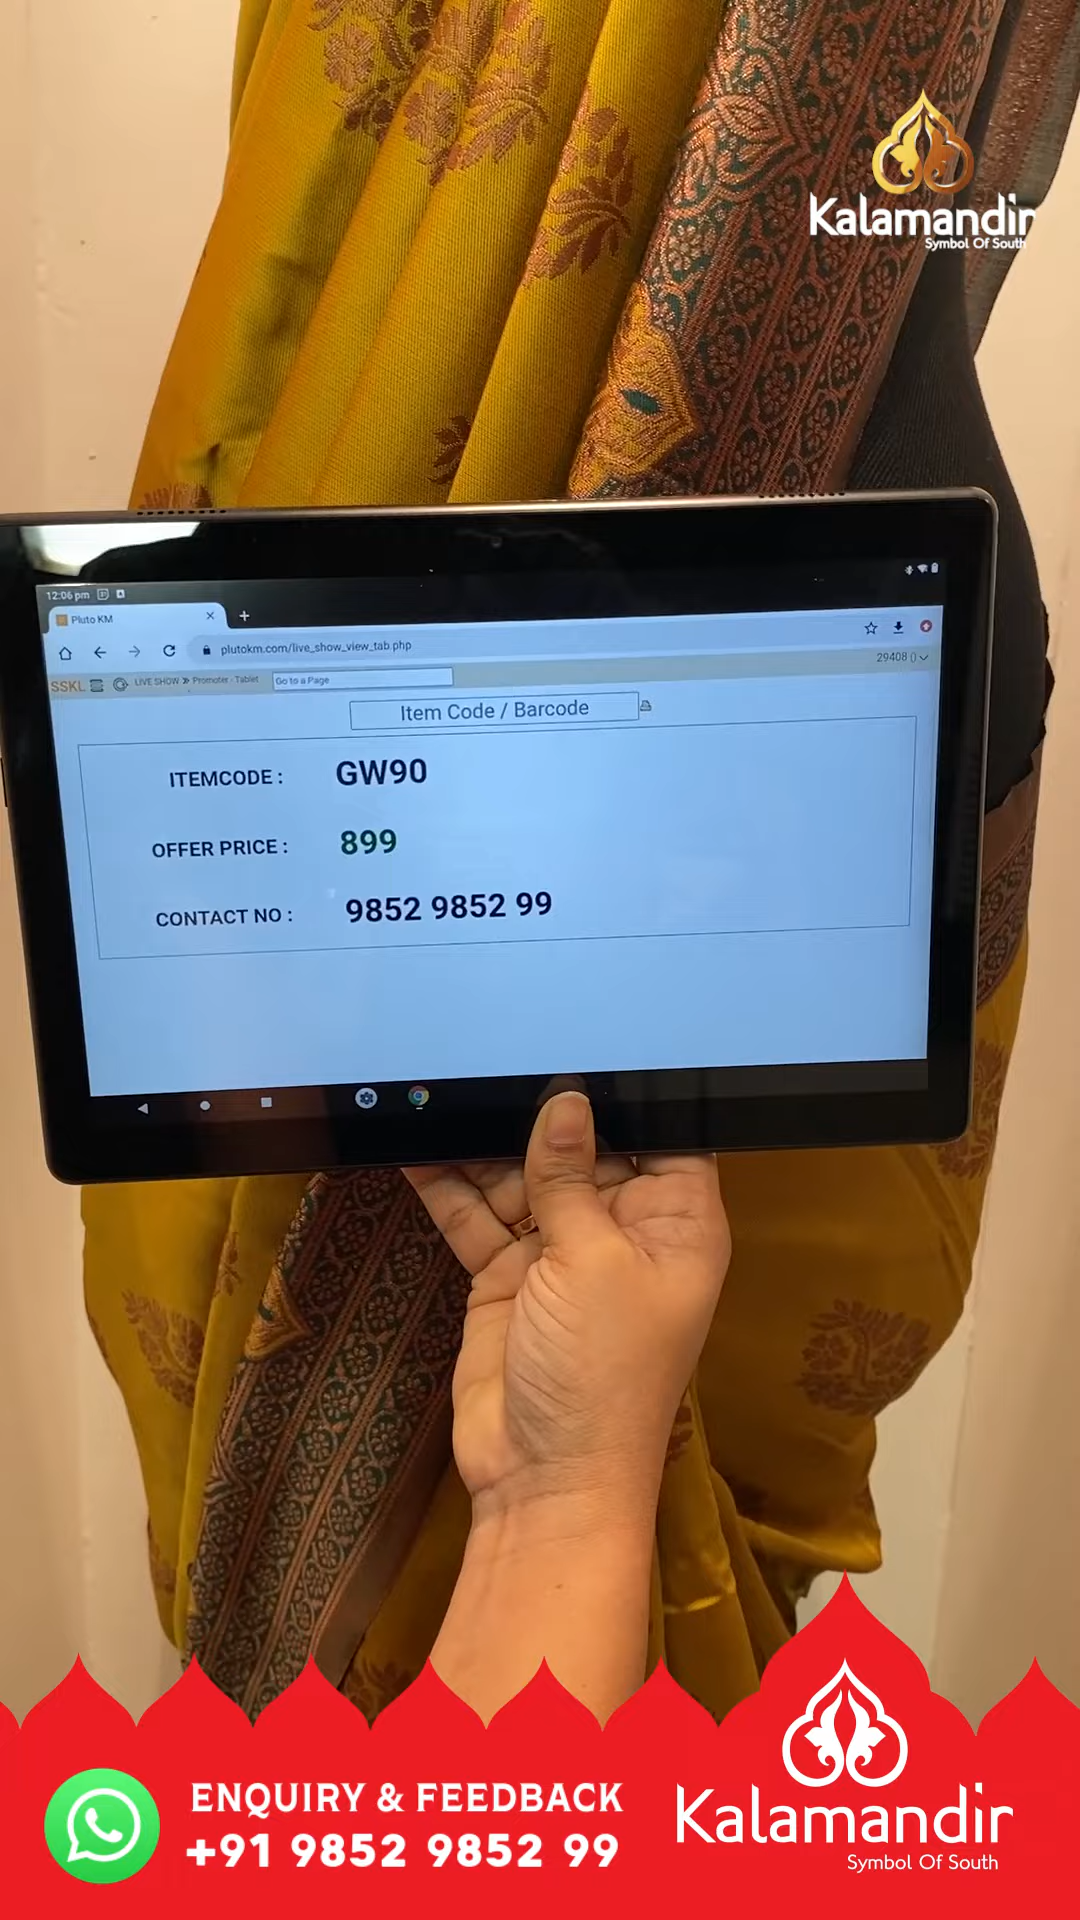 Kalamandir
Symbol Of South
12:06 pm
Pluto KM
plutokm.com/live_show_view_tab.php
29408 ()
SSKL LIVE SHOW » Promoter - Tablet Go to a Page
Item Code / Barcode
ITEMCODE : GW90
OFFER PRICE : 899
CONTACT NO : 9852 9852 99
ENQUIRY & FEEDBACK
+91 9852 9852 99
Kalamandir
Symbol Of South